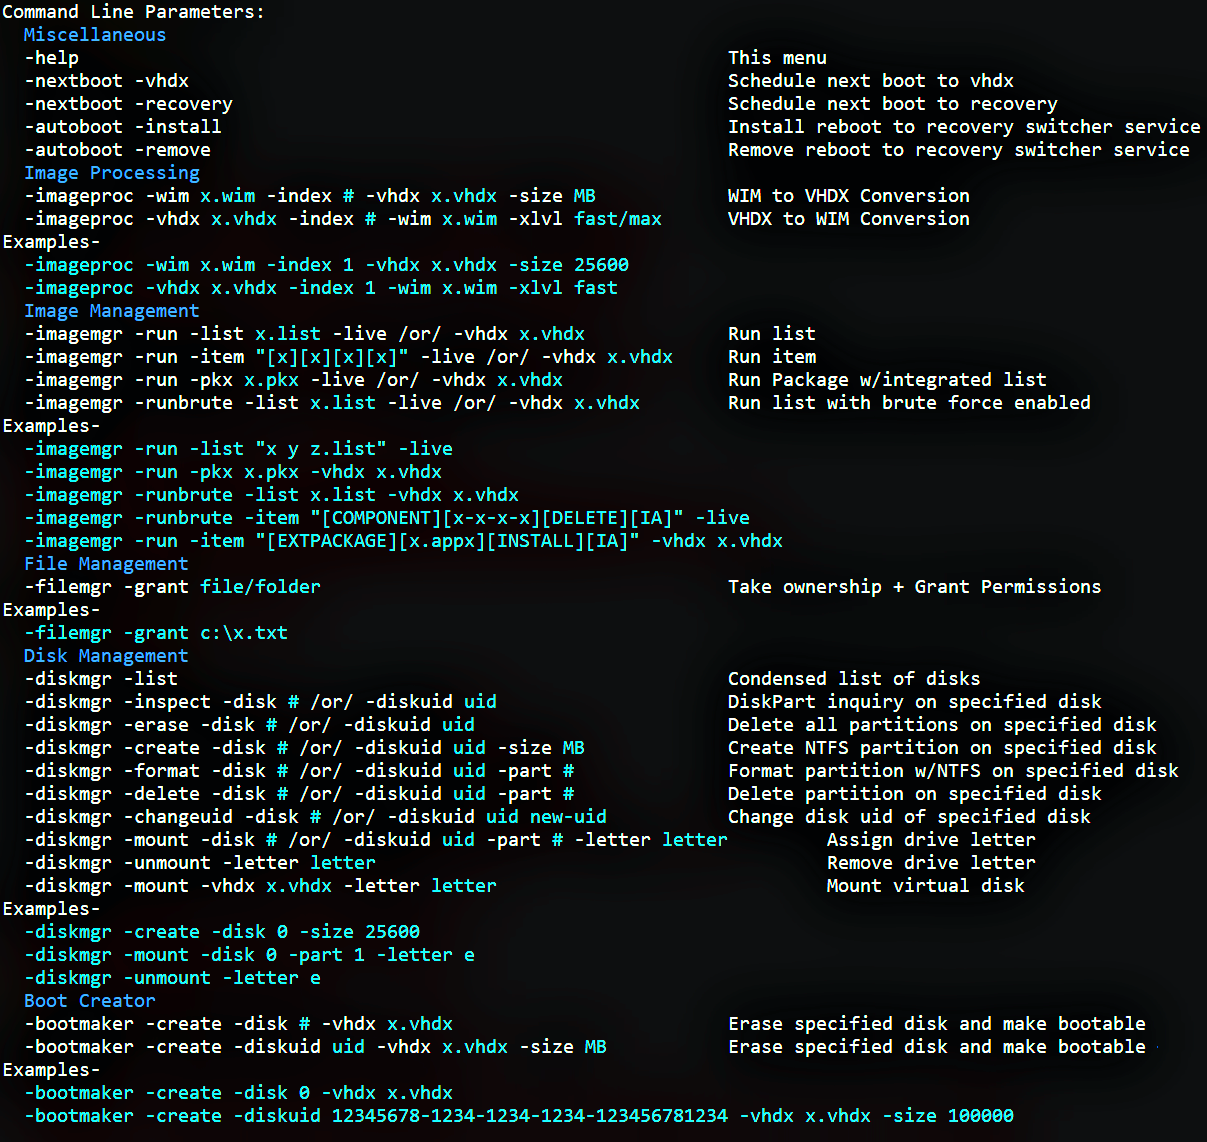 Command Line Parameters:
Miscellaneous
-help This menu
-nextboot -vhdx Schedule next boot to vhdx
-nextboot -recovery Schedule next boot to recovery
-autoboot -install Install reboot to recovery switcher service
-autoboot -remove Remove reboot to recovery switcher service
Image Processing
-imageproc -wim x.wim -index # -vhdx x.vhdx -size MB WIM to VHDX Conversion
-imageproc -vhdx x.vhdx -index # -wim x.wim -xlvl fast/max VHDX to WIM Conversion
Examples-
-imageproc -wim x.wim -index 1 -vhdx x.vhdx -size 25600
-imageproc -vhdx x.vhdx -index 1 -wim x.wim -xlvl fast
Image Management
-imagemgr -run -list x.list -live /or/ -vhdx x.vhdx Run list
-imagemgr -run -item "[x][x][x][x]" -live /or/ -vhdx x.vhdx Run item
-imagemgr -run -pkx x.pkx -live /or/ -vhdx x.vhdx Run Package w/integrated list
-imagemgr -runbrute -list x.list -live /or/ -vhdx x.vhdx Run list with brute force enabled
Examples-
-imagemgr -run -list "x y z.list" -live
-imagemgr -run -pkx x.pkx -vhdx x.vhdx
-imagemgr -runbrute -list x.list -vhdx x.vhdx
-imagemgr -runbrute -item "[COMPONENT][x-x-x-x][DELETE][IA]" -live
-imagemgr -run -item "[EXTPACKAGE][x.appx][INSTALL][IA]" -vhdx x.vhdx
File Management
-filemgr -grant file/folder Take ownership + Grant Permissions
Examples-
-filemgr -grant c:\x.txt
Disk Management
-diskmgr -list Condensed list of disks
-diskmgr -inspect -disk # /or/ -diskuid uid DiskPart inquiry on specified disk
-diskmgr -erase -disk # /or/ -diskuid uid Delete all partitions on specified disk
-diskmgr -create -disk # /or/ -diskuid uid -size MB Create NTFS partition on specified disk
-diskmgr -format -disk # /or/ -diskuid uid -part # Format partition w/NTFS on specified disk
-diskmgr -delete -disk # /or/ -diskuid uid -part # Delete partition on specified disk
-diskmgr -changeuid -disk # /or/ -diskuid uid new-uid Change disk uid of specified disk
-diskmgr -mount -disk # /or/ -diskuid uid -part # -letter letter Assign drive letter
-diskmgr -unmount -letter letter Remove drive letter
-diskmgr -mount -vhdx x.vhdx -letter letter Mount virtual disk
Examples-
-diskmgr -create -disk 0 -size 25600
-diskmgr -mount -disk 0 -part 1 -letter e
-diskmgr -unmount -letter e
Boot Creator
-bootmaker -create -disk # -vhdx x.vhdx Erase specified disk and make bootable
-bootmaker -create -diskuid uid -vhdx x.vhdx -size MB Erase specified disk and make bootable
Examples-
-bootmaker -create -disk 0 -vhdx x.vhdx
-bootmaker -create -diskuid 12345678-1234-1234-1234-123456781234 -vhdx x.vhdx -size 100000